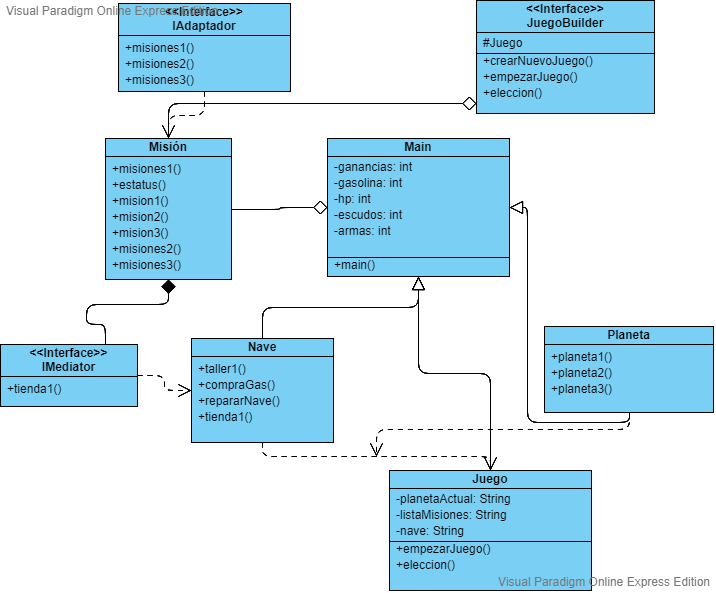 Visual Paradigm Online Express Edition
<<Interface>>
IAdaptador
+misiones1()
+misiones2()
+misiones3()
<<Interface>>
JuegoBuilder
#Juego
+crearNuevoJuego()
+empezarJuego()
+eleccion()
Misión
+misiones1()
+estatus()
+mision1()
+mision2()
+mision3()
+misiones2()
+misiones3()
Main
-ganancias: int
-gasolina: int
-hp: int
-escudos: int
-armas: int
+main()
<<Interface>>
IMediator
+tienda1()
Nave
+taller1()
+compraGas()
+repararNave()
+tienda1()
Planeta
+planeta1()
+planeta2()
+planeta3()
Juego
-planetaActual: String
-listaMisiones: String
-nave: String
+empezarJuego()
+eleccion()
Visual Paradigm Online Express Edition